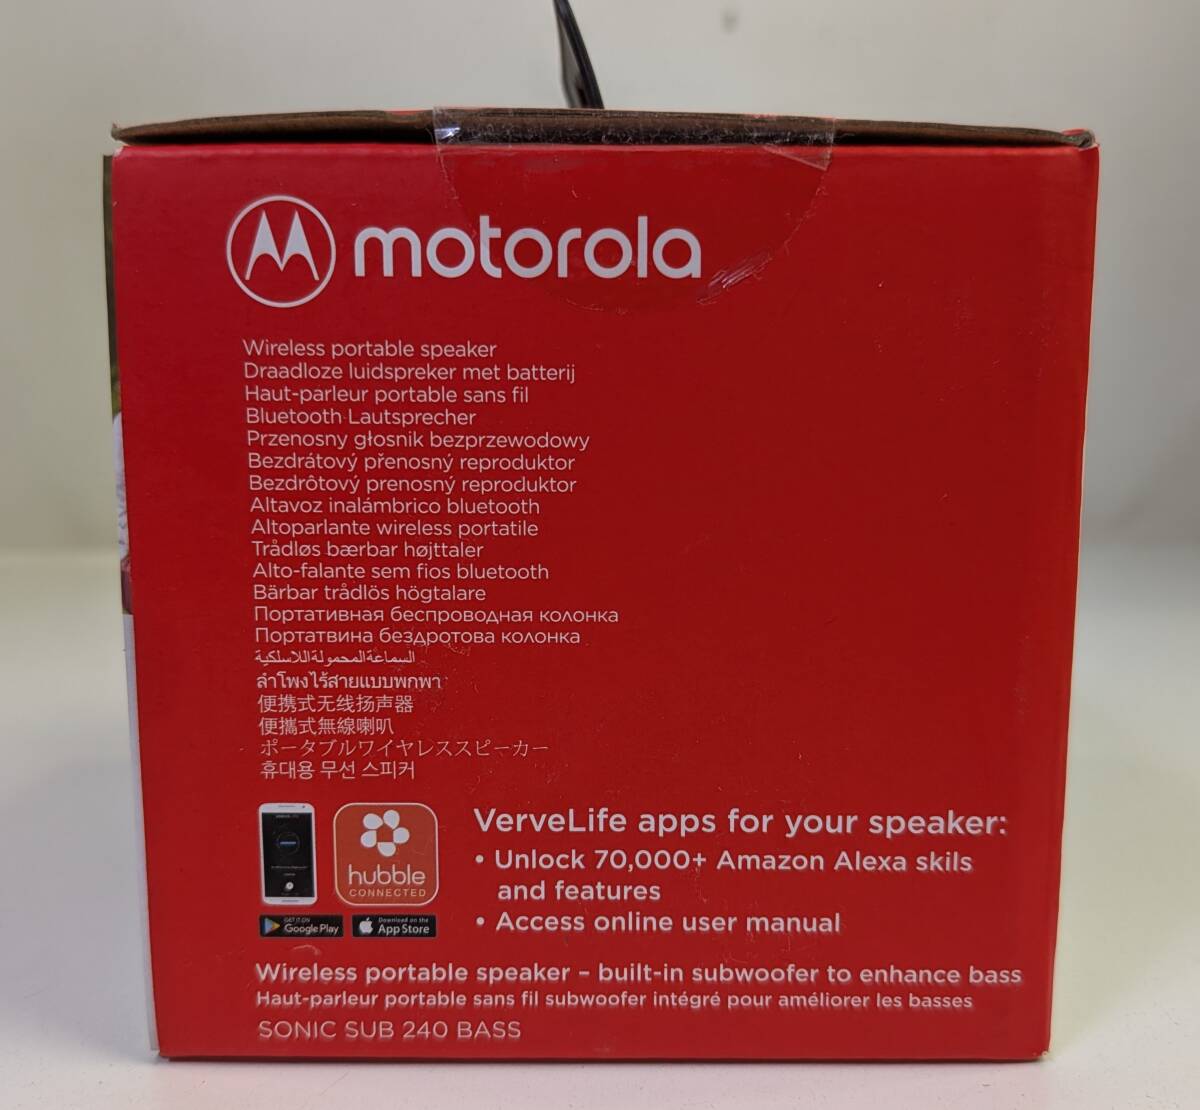 motorola
Wireless portable speaker
Draadloze luidspreker met batterij
Haut-parleur portable sans fil
Bluetooth Lautsprecher
Przenosny głosnik bezprzewodowy
Bezdrátový přenosný reproduktor
Bezdrôtový prenosný reproduktor
Altavoz inalámbrico bluetooth
Altoparlante wireless portatile
Trådløs bærbar højttaler
Alto-falante sem fios bluetooth
Bärbar trådlös högtalare
Портативная беспроводная колонка
Портатвина бездротова колонка
السماعة المحمولة اللاسلكية
ลำโพงไร้สายแบบพกพา
便携式无线扬声器
便攜式無線喇叭
ポータブルワイヤレススピーカー
휴대용 무선 스피커
hubble
CONNECTED
GET IT ON
Google Play
Download on the
App Store
VerveLife apps for your speaker:
• Unlock 70,000+ Amazon Alexa skils
and features
• Access online user manual
Wireless portable speaker – built-in subwoofer to enhance bass
Haut-parleur portable sans fil subwoofer intégré pour améliorer les basses
SONIC SUB 240 BASS